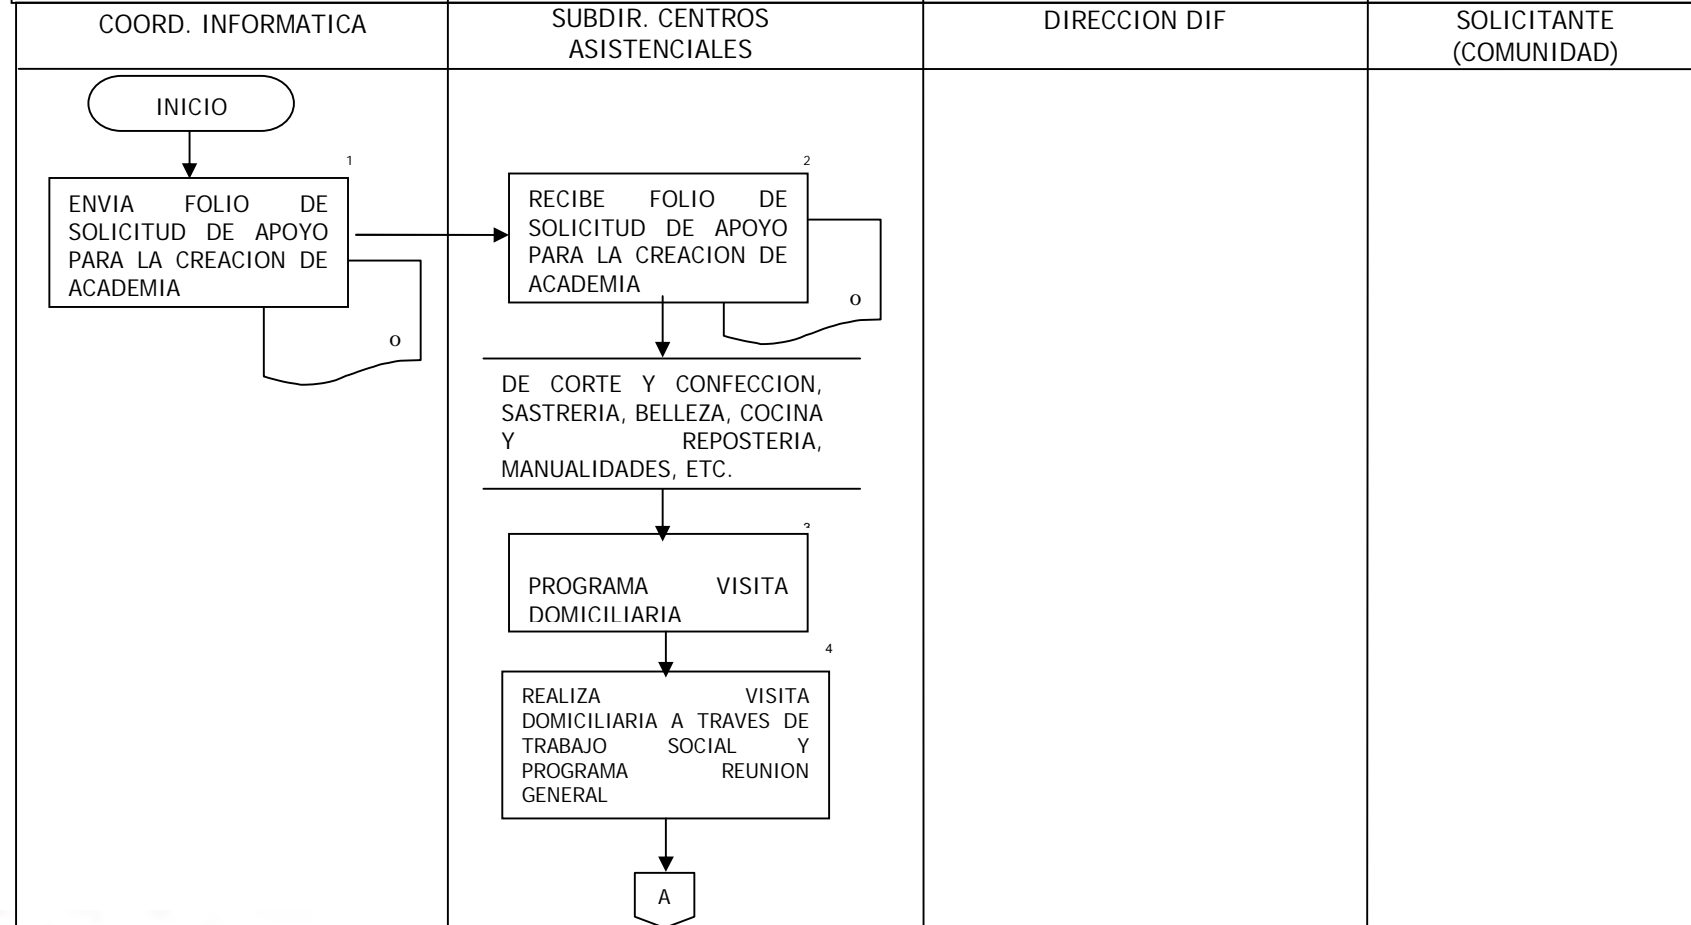 COORD. INFORMATICA
SUBDIR. CENTROS
ASISTENCIALES
DIRECCION DIF
SOLICITANTE
(COMUNIDAD)
INICIO
1
ENVIA FOLIO DE
SOLICITUD DE APOYO
PARA LA CREACION DE
ACADEMIA
o
2
RECIBE FOLIO DE
SOLICITUD DE APOYO
PARA LA CREACION DE
ACADEMIA
o
DE CORTE Y CONFECCION,
SASTRERIA, BELLEZA, COCINA
Y REPOSTERIA,
MANUALIDADES, ETC.
3
PROGRAMA VISITA
DOMICILIARIA
4
REALIZA VISITA
DOMICILIARIA A TRAVES DE
TRABAJO SOCIAL Y
PROGRAMA REUNION
GENERAL
A